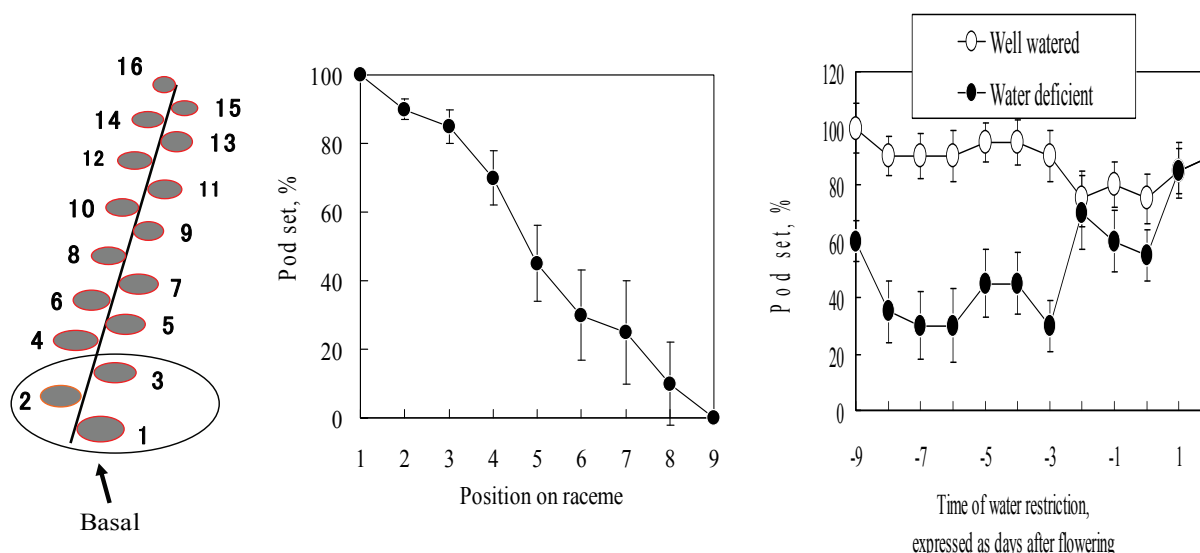 16
15
14
13
12
11
10
9
8
7
6
5
4
3
2
1
Basal
Pod set, %
100
80
60
40
20
0
1 2 3 4 5 6 7 8 9
Position on raceme
Well watered
Water deficient
Pod set, %
120
100
80
60
40
20
0
-9 -7 -5 -3 -1 1
Time of water restriction,
expressed as days after flowering